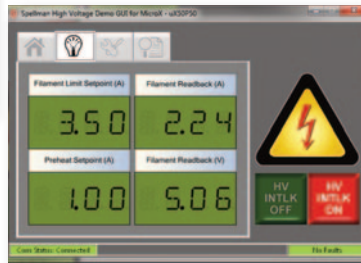 Spellman High Voltage Demo GUI for MicroX - uX50P50
Filament Limit Setpoint (A)
Filament Readback (A)
3.50
2.24
Preheat Setpoint (A)
Filament Readback (V)
1.00
5.06
HV
INTLK
OFF
HV
INTLK
ON
Com Status: Connected
No Faults